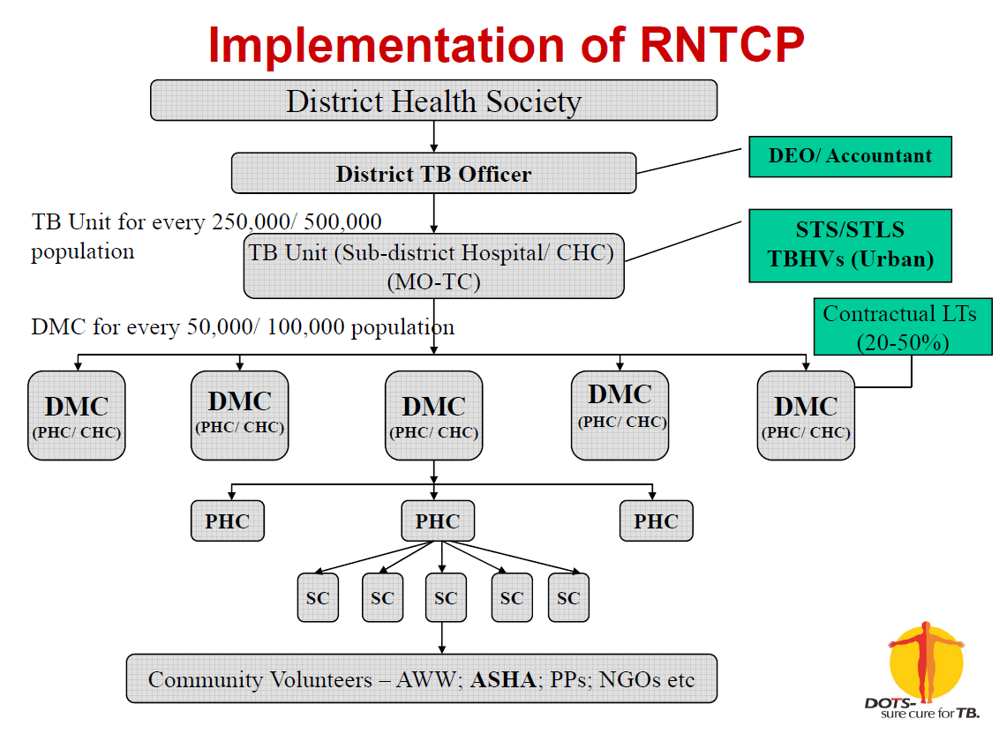 Implementation of RNTCP
District Health Society
District TB Officer
DEO/ Accountant
TB Unit for every 250,000/ 500,000
population
TB Unit (Sub-district Hospital/ CHC)
(MO-TC)
STS/STLS
TBHVs (Urban)
DMC for every 50,000/ 100,000 population
Contractual LTs
(20-50%)
DMC
(PHC/ CHC)
DMC
(PHC/ CHC)
DMC
(PHC/ CHC)
DMC
(PHC/ CHC)
DMC
(PHC/ CHC)
PHC
PHC
PHC
SC
SC
SC
SC
SC
Community Volunteers – AWW; ASHA; PPs; NGOs etc
DOTS-
sure cure for TB.